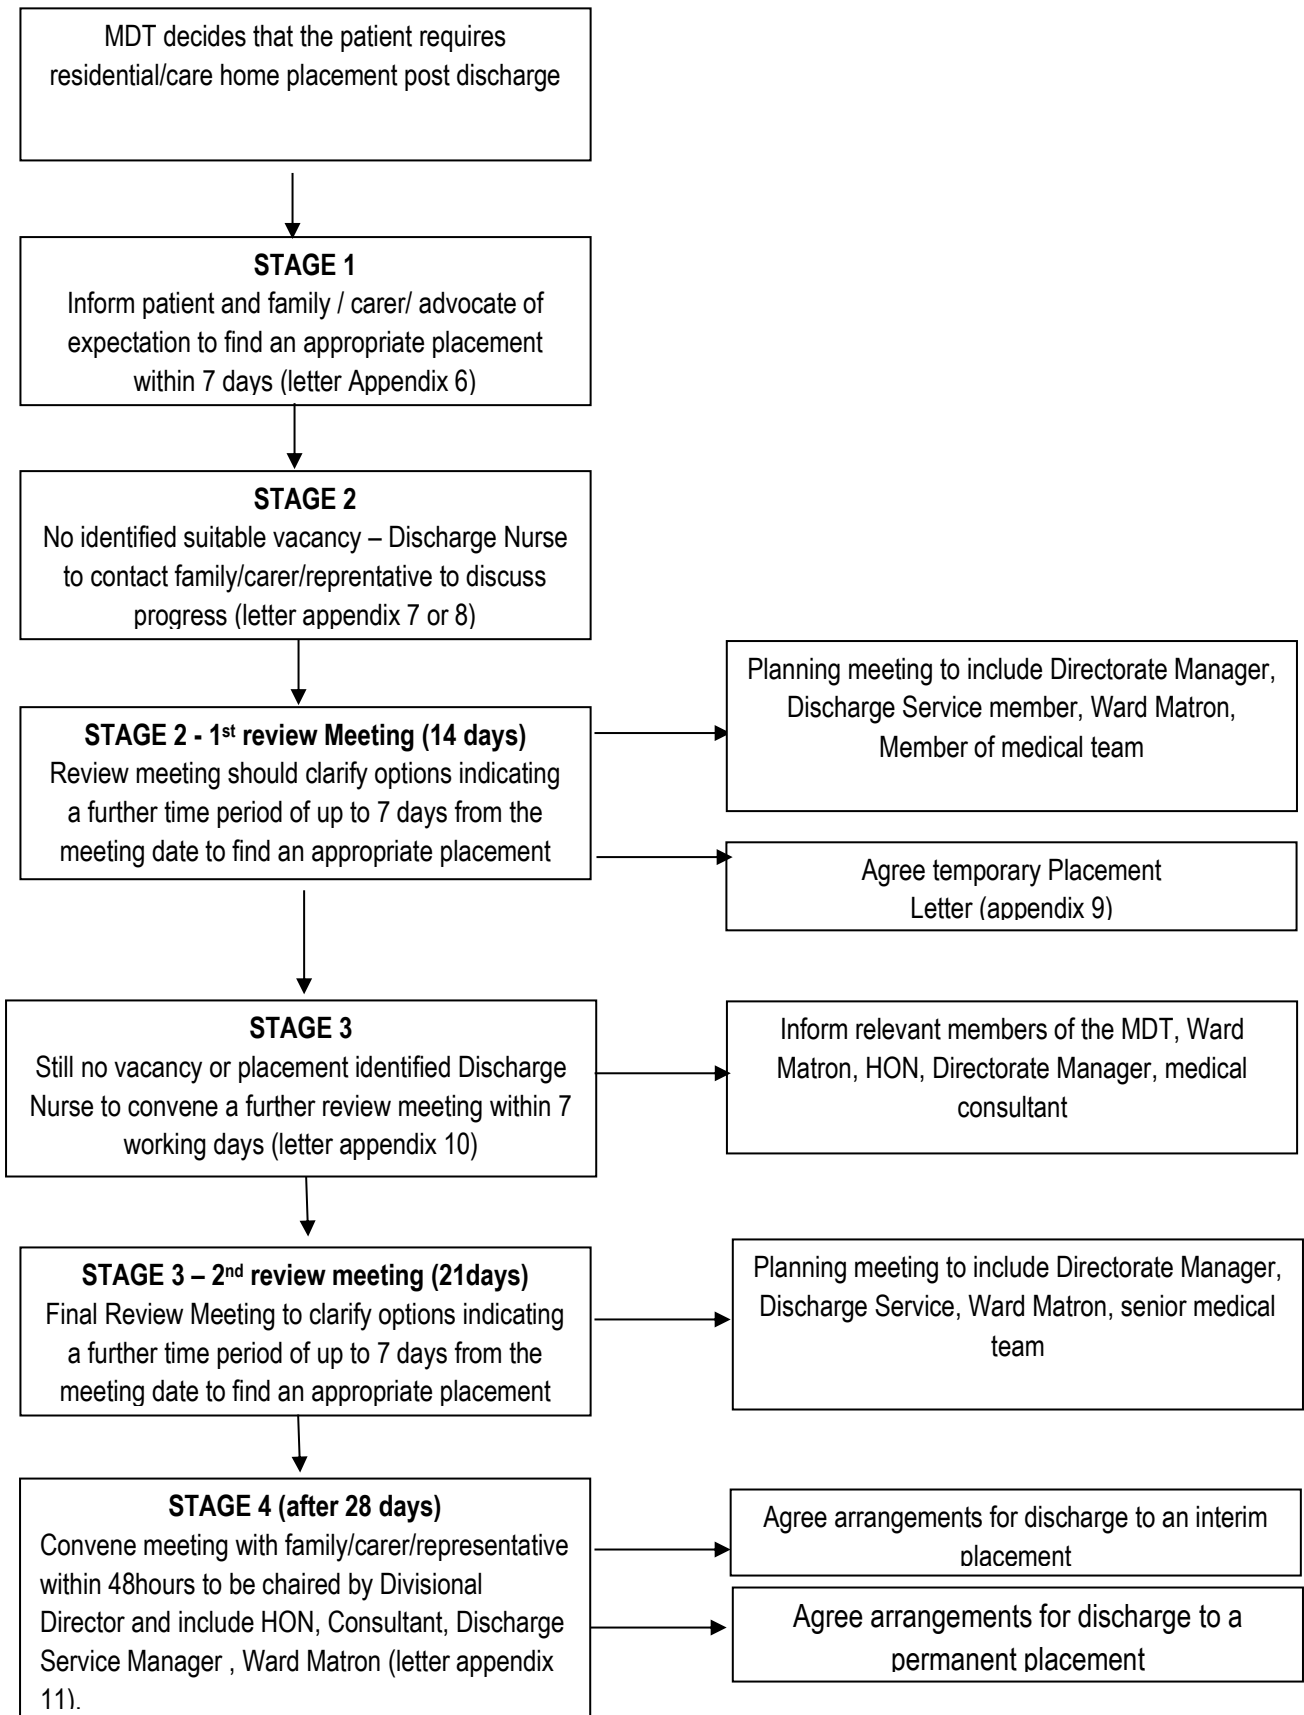 MDT decides that the patient requires
residential/care home placement post discharge
STAGE 1
Inform patient and family / carer/ advocate of
expectation to find an appropriate placement
within 7 days (letter Appendix 6)
STAGE 2
No identified suitable vacancy – Discharge Nurse
to contact family/carer/reprentative to discuss
progress (letter appendix 7 or 8)
STAGE 2 - 1st review Meeting (14 days)
Review meeting should clarify options indicating
a further time period of up to 7 days from the
meeting date to find an appropriate placement
Planning meeting to include Directorate Manager,
Discharge Service member, Ward Matron,
Member of medical team
Agree temporary Placement
Letter (appendix 9)
STAGE 3
Still no vacancy or placement identified Discharge
Nurse to convene a further review meeting within 7
working days (letter appendix 10)
Inform relevant members of the MDT, Ward
Matron, HON, Directorate Manager, medical
consultant
STAGE 3 – 2nd review meeting (21days)
Final Review Meeting to clarify options indicating
a further time period of up to 7 days from the
meeting date to find an appropriate placement
Planning meeting to include Directorate Manager,
Discharge Service, Ward Matron, senior medical
team
STAGE 4 (after 28 days)
Convene meeting with family/carer/representative
within 48hours to be chaired by Divisional
Director and include HON, Consultant, Discharge
Service Manager , Ward Matron (letter appendix
11).
Agree arrangements for discharge to an interim
placement
Agree arrangements for discharge to a
permanent placement